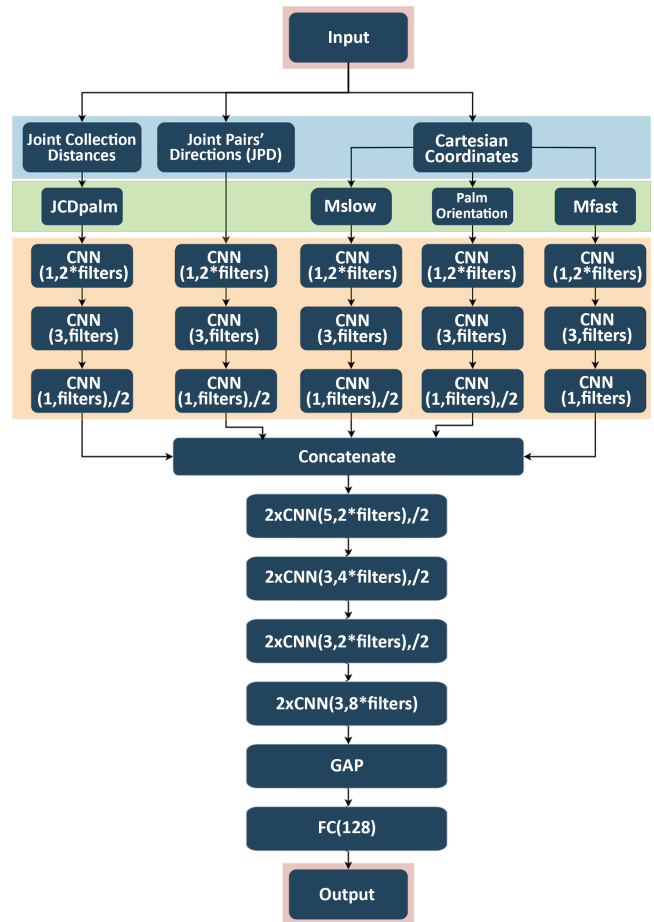 Input
Joint Collection
Distances
Joint Pairs'
Directions (JPD)
Cartesian
Coordinates
JCDpalm
Mslow
Palm
Orientation
Mfast
CNN
(1,2*filters)
CNN
(1,2*filters)
CNN
(1,2*filters)
CNN
(1,2*filters)
CNN
(1,2*filters)
CNN
(3,filters)
CNN
(3,filters)
CNN
(3,filters)
CNN
(3,filters)
CNN
(3,filters)
CNN
(1,filters),/2
CNN
(1,filters),/2
CNN
(1,filters),/2
CNN
(1,filters),/2
CNN
(1,filters)
Concatenate
2xCNN(5,2*filters),/2
2xCNN(3,4*filters),/2
2xCNN(3,2*filters),/2
2xCNN(3,8*filters)
GAP
FC(128)
Output